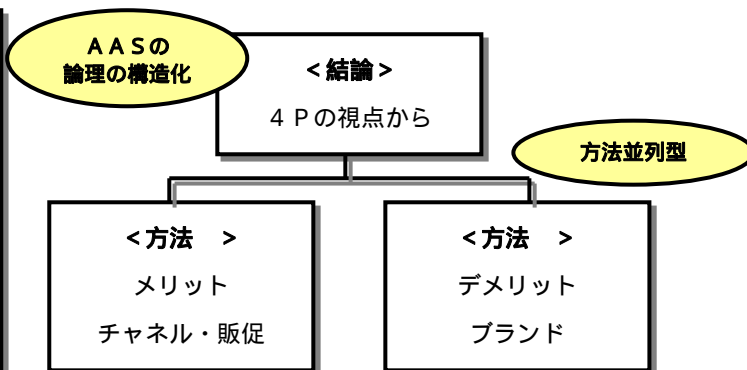 ＡＡＳの
論理の構造化
＜結論＞
４Ｐの視点から
方法並列型
＜方法　＞
メリット
チャネル・販促
＜方法　＞
デメリット
ブランド